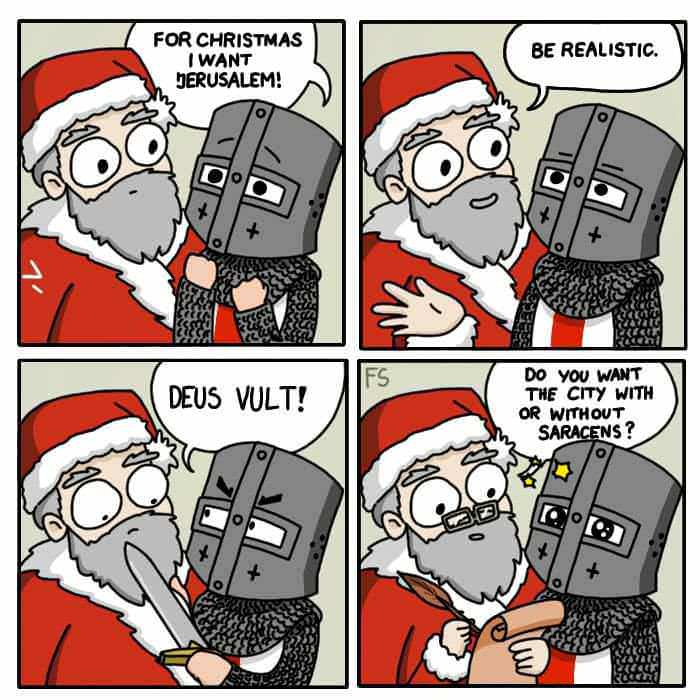 FOR CHRISTMAS
I WANT
JERUSALEM!
BE REALISTIC.
DEUS VULT!
FS
DO YOU WANT
THE CITY WITH
OR WITHOUT
SARACENS?